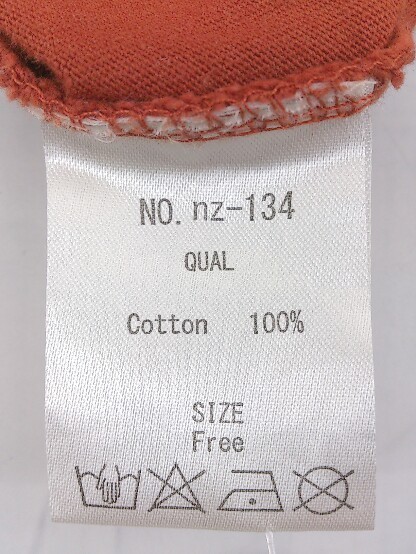 NO. nz-134
QUAL
Cotton 100%
SIZE
Free